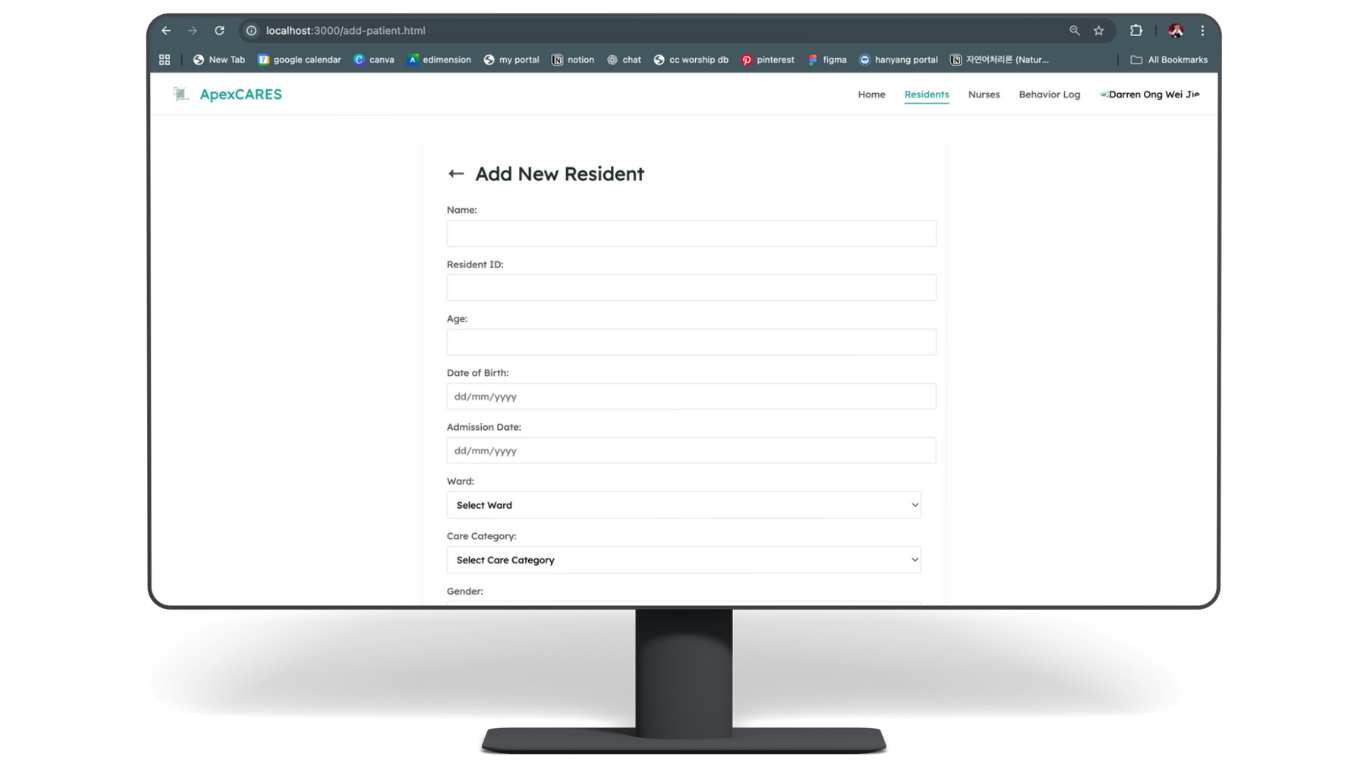 localhost:3000/add-patient.html
New Tab google calendar canva edimension my portal notion chat cc worship db pinterest figma hanyang portal 자연어처리론 (Natur... All Bookmarks
ApexCARES Home Residents Nurses Behavior Log Darren Ong Wei Jie
← Add New Resident
Name:
Resident ID:
Age:
Date of Birth:
dd/mm/yyyy
Admission Date:
dd/mm/yyyy
Ward:
Select Ward
Care Category:
Select Care Category
Gender: